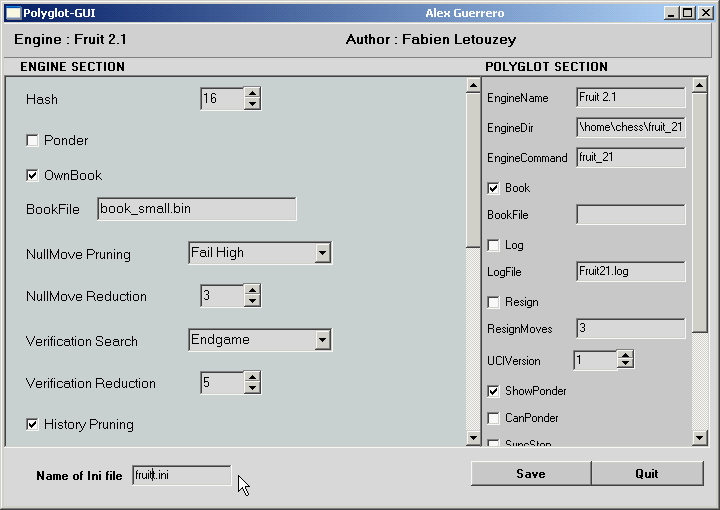 Polyglot-GUI Alex Guerrero
Engine : Fruit 2.1 Author : Fabien Letouzey
ENGINE SECTION
Hash 16
Ponder
OwnBook
BookFile book_small.bin
NullMove Pruning Fail High
NullMove Reduction 3
Verification Search Endgame
Verification Reduction 5
History Pruning
POLYGLOT SECTION
EngineName Fruit 2.1
EngineDir \home\chess\fruit_21
EngineCommand fruit_21
Book
BookFile
Log
LogFile Fruit21.log
Resign
ResignMoves 3
UCIVersion 1
ShowPonder
CanPonder
SyncStop
Name of Ini file fruit.ini
Save Quit